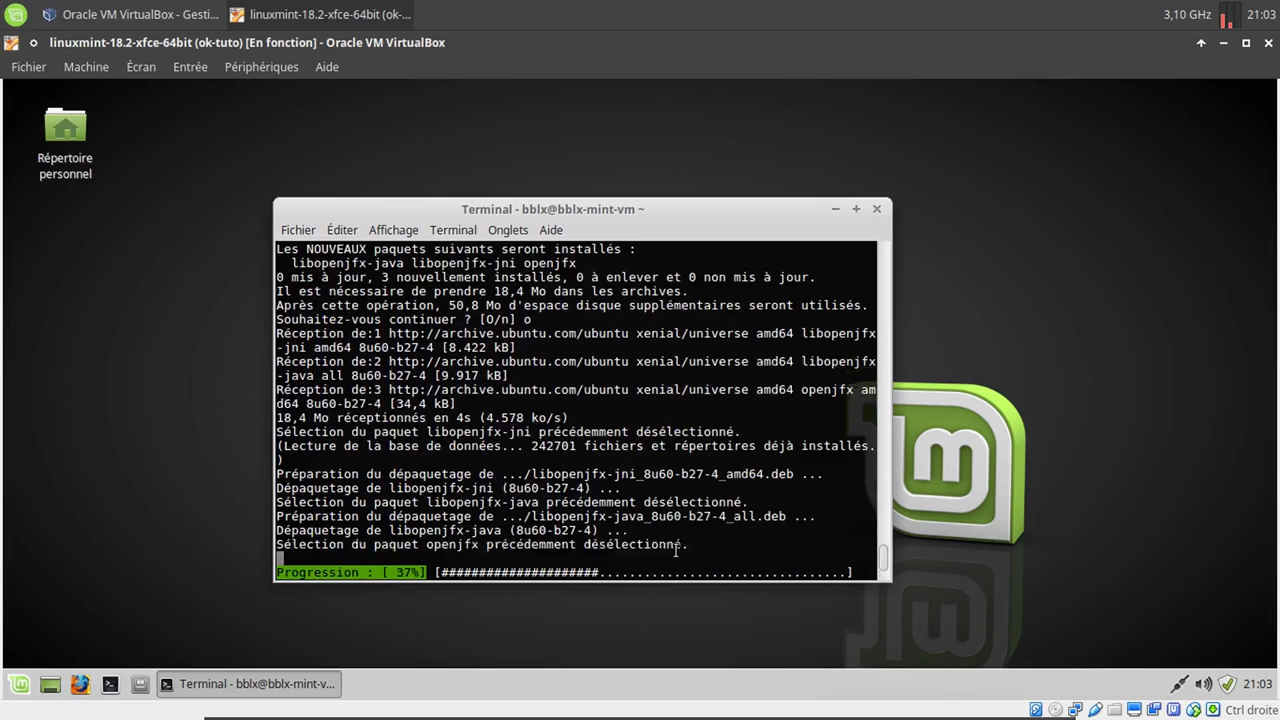 Oracle VM VirtualBox - Gesti...
linuxmint-18.2-xfce-64bit (ok-...
3,10 GHz
21:03
linuxmint-18.2-xfce-64bit (ok-tuto) [En fonction] - Oracle VM VirtualBox
Fichier Machine Écran Entrée Périphériques Aide
Répertoire
personnel
Terminal - bblx@bblx-mint-vm ~
Fichier Éditer Affichage Terminal Onglets Aide
Les NOUVEAUX paquets suivants seront installés :
libopenjfx-java libopenjfx-jni openjfx
0 mis à jour, 3 nouvellement installés, 0 à enlever et 0 non mis à jour.
Il est nécessaire de prendre 18,4 Mo dans les archives.
Après cette opération, 50,8 Mo d'espace disque supplémentaires seront utilisés.
Souhaitez-vous continuer ? [O/n] o
Réception de:1 http://archive.ubuntu.com/ubuntu xenial/universe amd64 libopenjfx
-jni amd64 8u60-b27-4 [8.422 kB]
Réception de:2 http://archive.ubuntu.com/ubuntu xenial/universe amd64 libopenjfx
-java all 8u60-b27-4 [9.917 kB]
Réception de:3 http://archive.ubuntu.com/ubuntu xenial/universe amd64 openjfx am
d64 8u60-b27-4 [34,4 kB]
18,4 Mo réceptionnés en 4s (4.578 ko/s)
Sélection du paquet libopenjfx-jni précédemment désélectionné.
(Lecture de la base de données... 242701 fichiers et répertoires déjà installés.
)
Préparation du dépaquetage de .../libopenjfx-jni_8u60-b27-4_amd64.deb ...
Dépaquetage de libopenjfx-jni (8u60-b27-4) ...
Sélection du paquet libopenjfx-java précédemment désélectionné.
Préparation du dépaquetage de .../libopenjfx-java_8u60-b27-4_all.deb ...
Dépaquetage de libopenjfx-java (8u60-b27-4) ...
Sélection du paquet openjfx précédemment désélectionné.
Progression : [ 37%] [#####################.................................]
Terminal - bblx@bblx-mint-v...
21:03
Ctrl droite